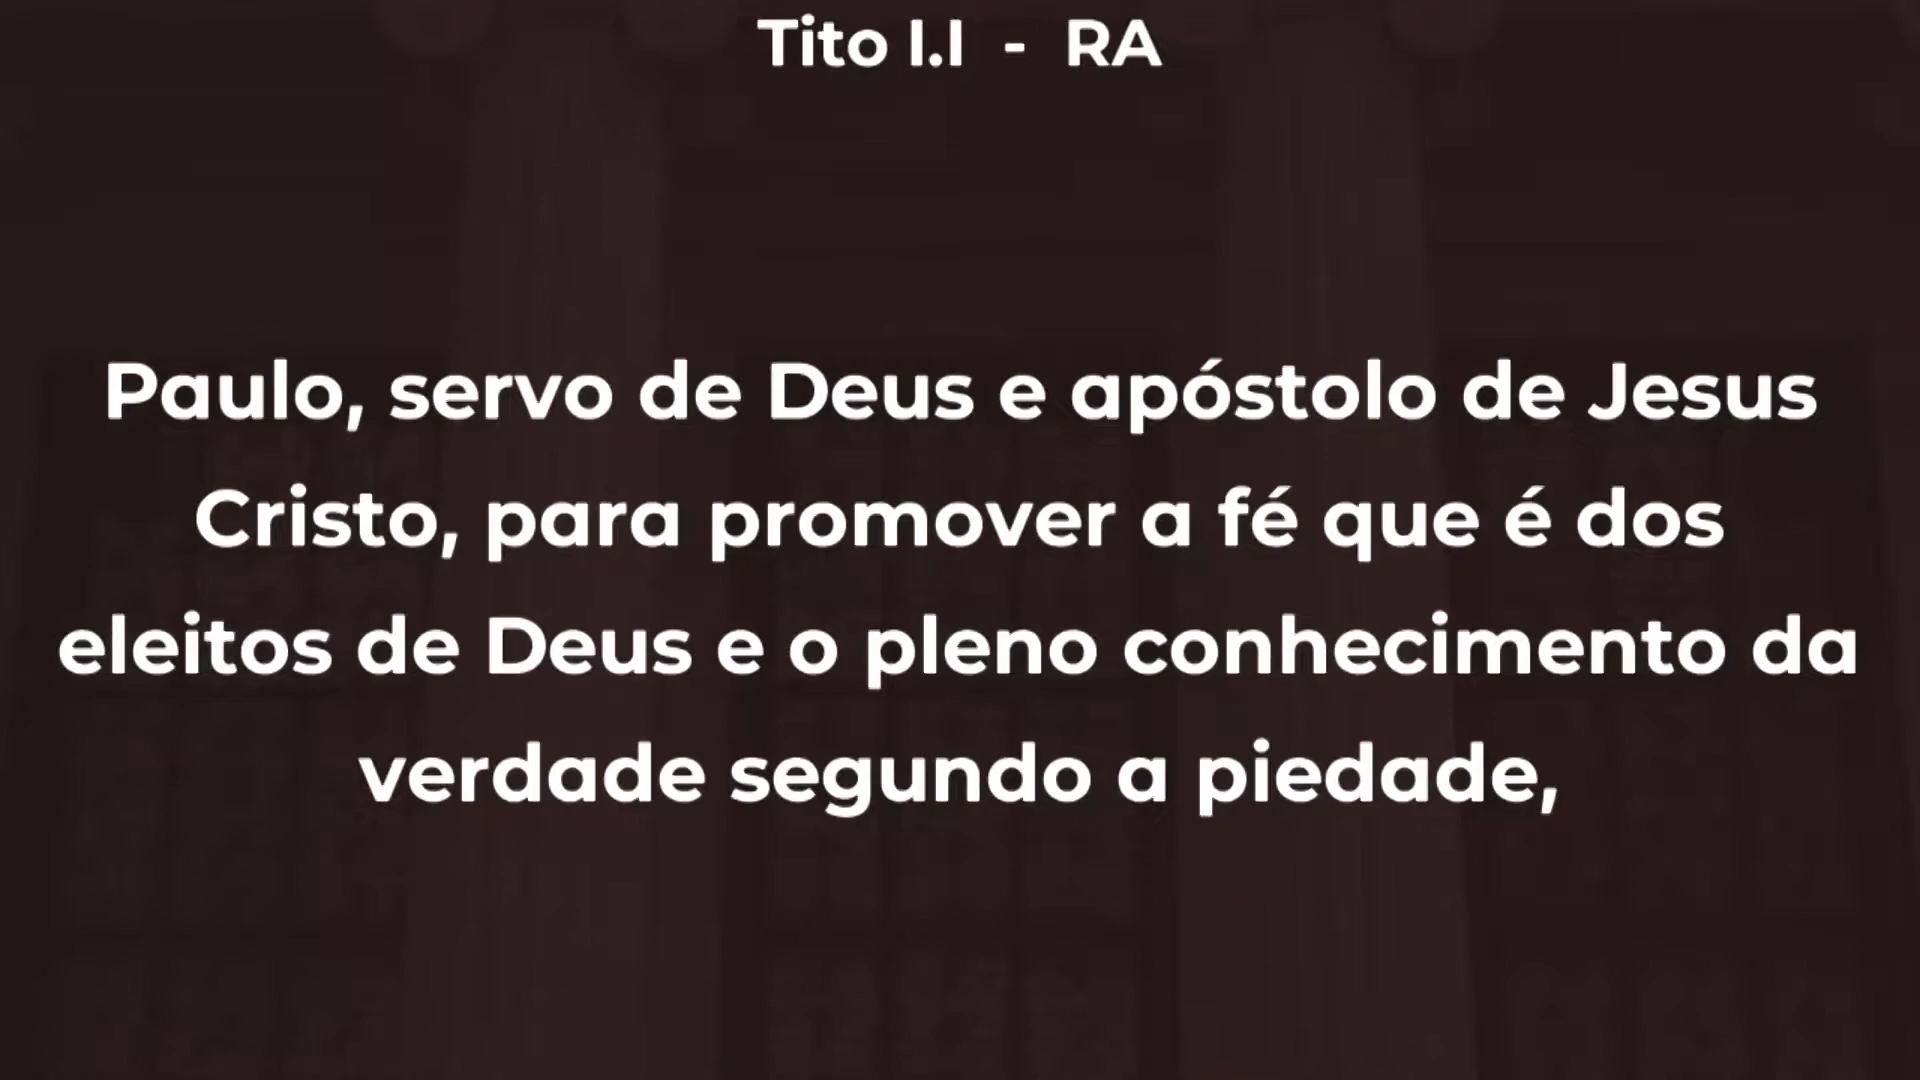 Tito I.I - RA
Paulo, servo de Deus e apóstolo de Jesus
Cristo, para promover a fé que é dos
eleitos de Deus e o pleno conhecimento da
verdade segundo a piedade,